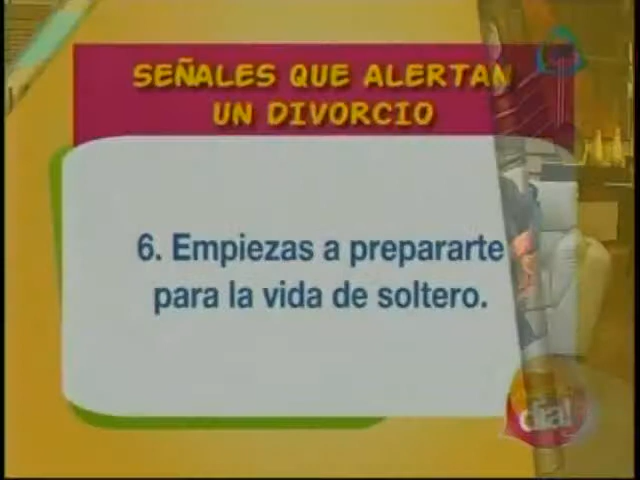 SEÑALES QUE ALERTAN
UN DIVORCIO
6. Empiezas a prepararte
para la vida de soltero.